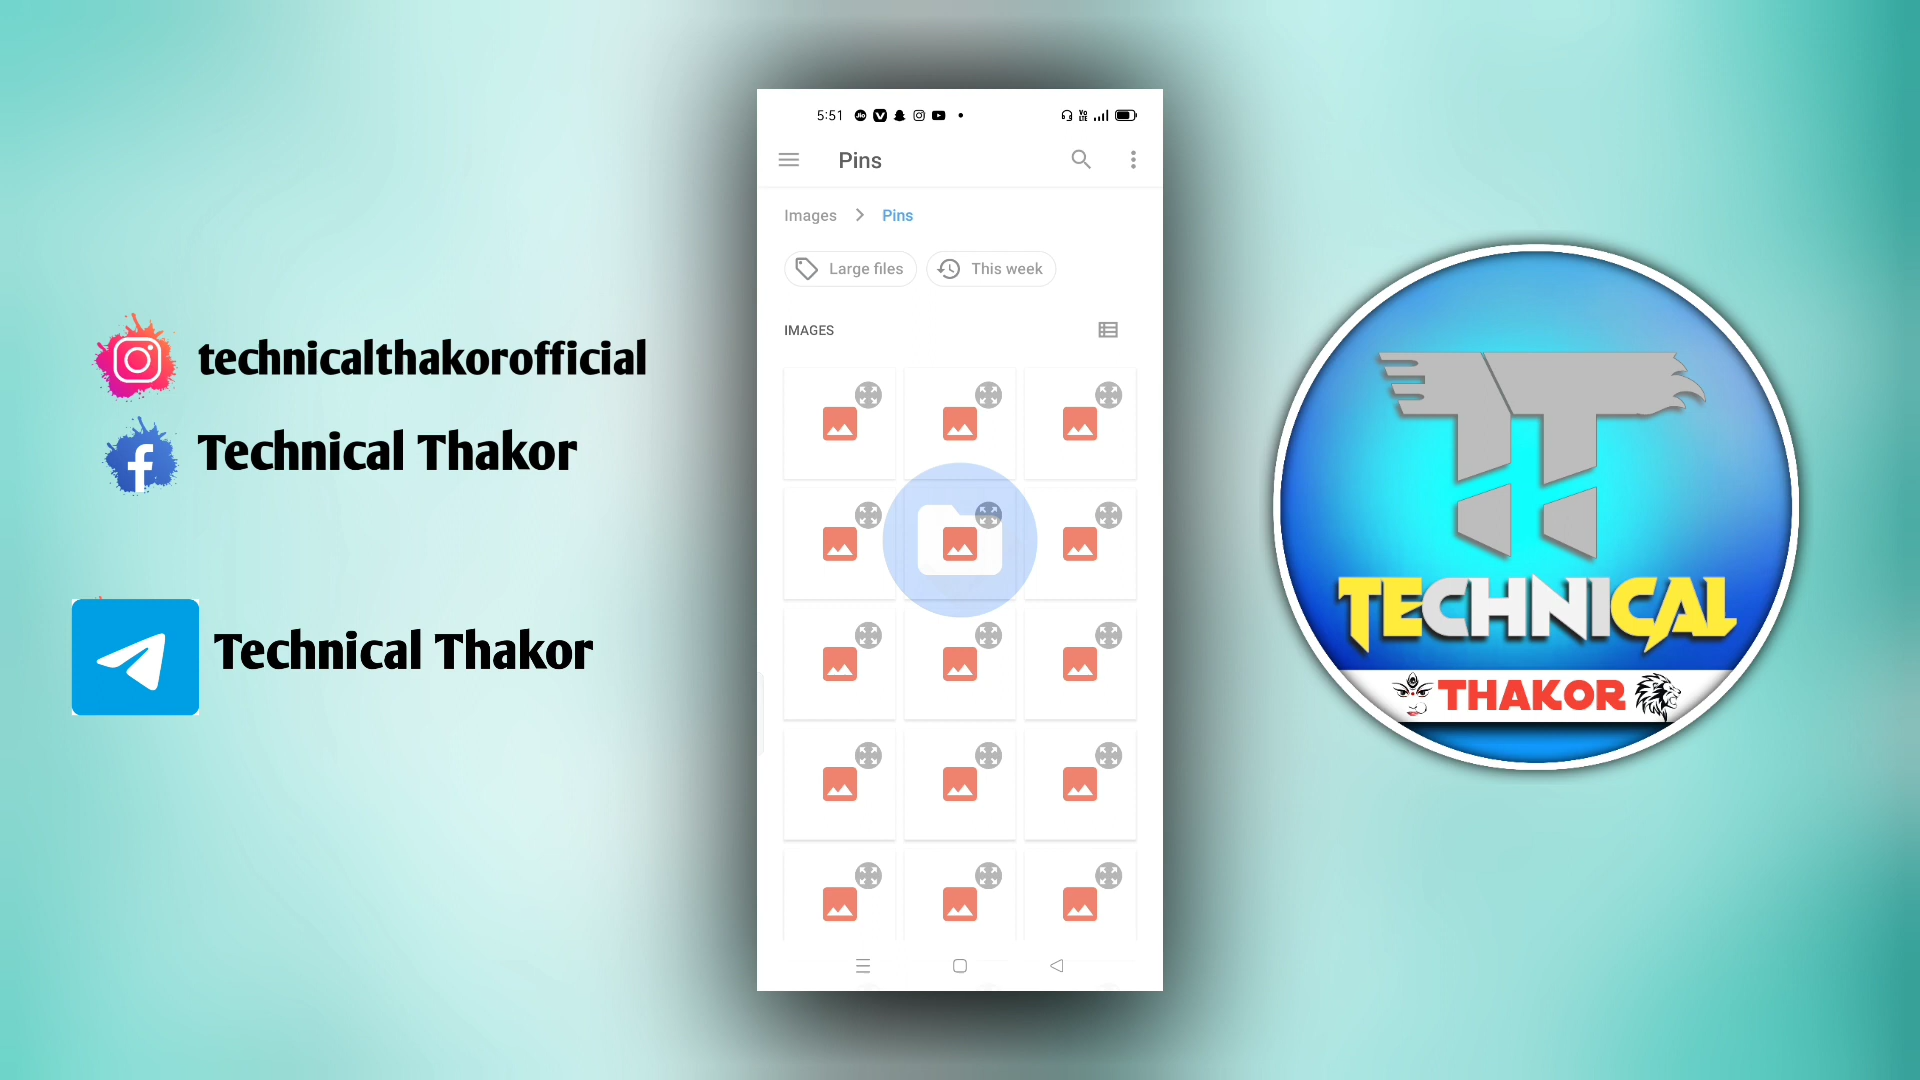 technicalthakorofficial
Technical Thakor
Technical Thakor
5:51
Pins
Images > Pins
Large files
This week
IMAGES
TECHNICAL
THAKOR